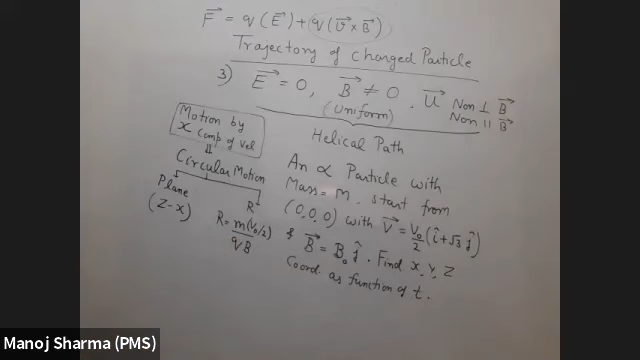 F⃗ = q(E⃗) + q(v⃗ × B⃗)
Trajectory of Charged Particle
3) E⃗ = 0, B⃗ ≠ 0. u⃗ Non ⊥ B⃗
(Uniform) Non || B⃗
Helical Path
Motion by
x Comp of Vel
⇓
Circular Motion
Plane
(Z-x)
R
R = m(V₀/2)
qB
An α Particle with
Mass = m, start from
(0,0,0) with V⃗ = V₀/2 (î+√3 ĵ)
& B⃗ = B₀ ĵ. Find x, y, z
Coord. as function of t.
Manoj Sharma (PMS)